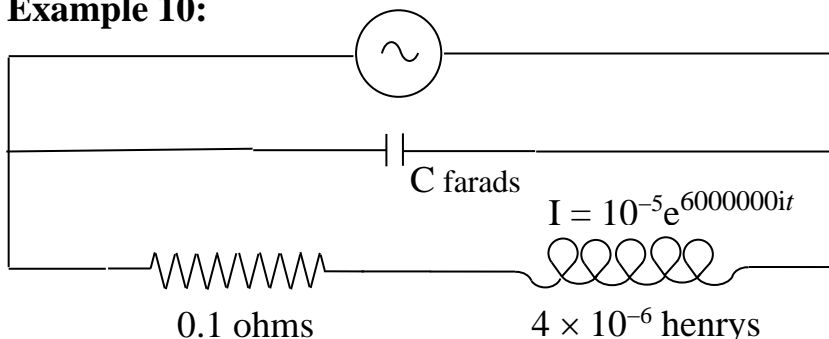 Example 10:
C farads
I = 10⁻⁵e⁶⁰⁰⁰⁰⁰⁰ⁱᵗ
0.1 ohms
4 × 10⁻⁶ henrys